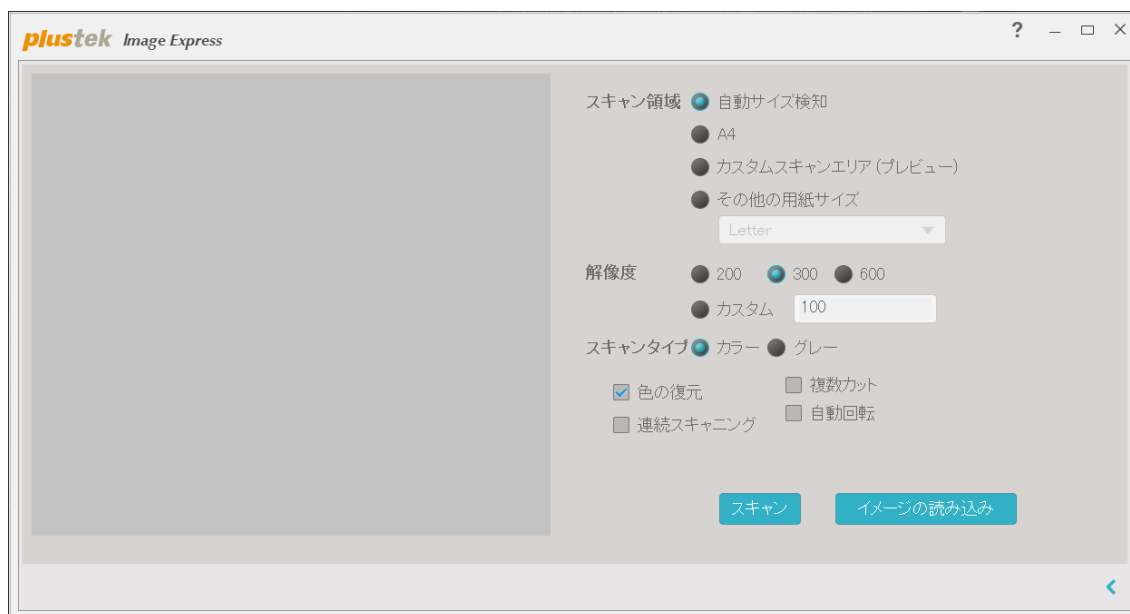 plustek Image Express
?
スキャン領域 自動サイズ検知
A4
カスタムスキャンエリア(プレビュー)
その他の用紙サイズ
Letter
解像度 200 300 600
カスタム 100
スキャンタイプ カラー グレー
色の復元 複数カット
連続スキャニング 自動回転
スキャン イメージの読み込み